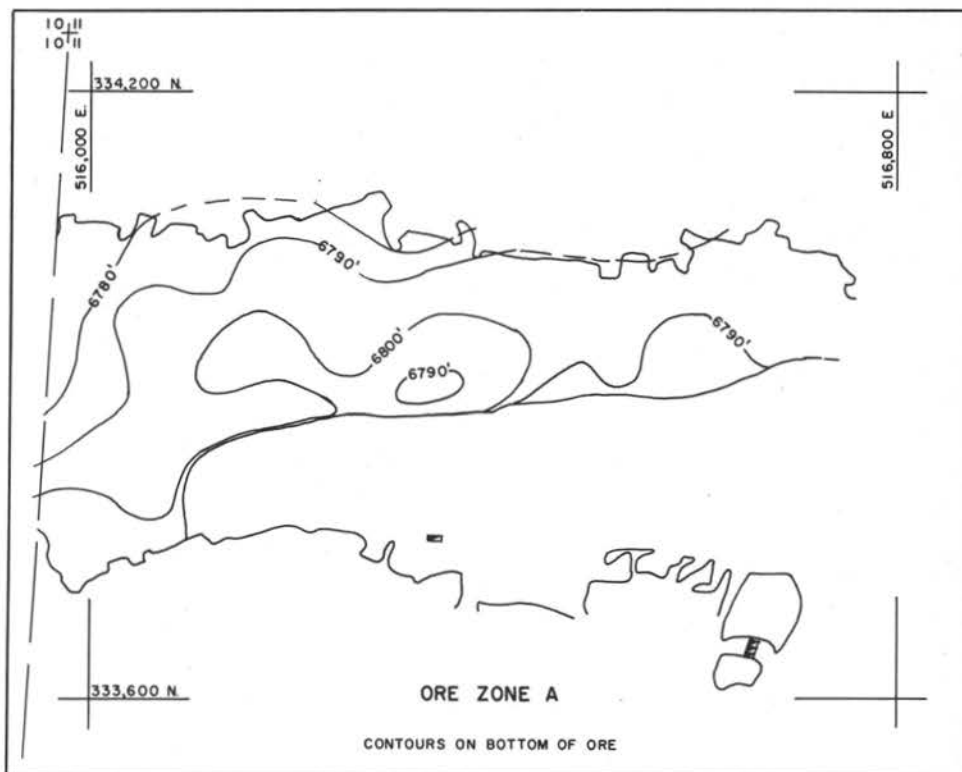 10 11
10 11
334,200 N.
516,000 E.
516,800 E
6780'
6790'
6800'
6790'
6790'
333,600 N.
ORE ZONE A
CONTOURS ON BOTTOM OF ORE